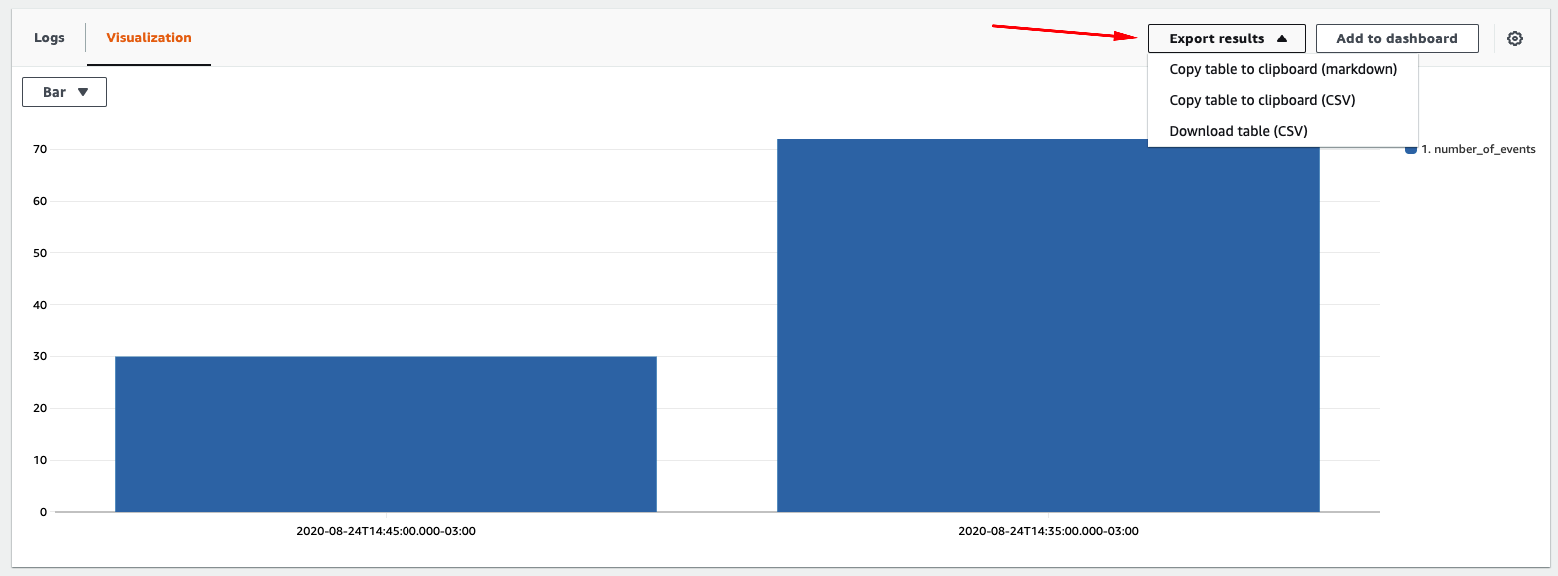 Logs
Visualization
Export results
Add to dashboard
Copy table to clipboard (markdown)
Copy table to clipboard (CSV)
Download table (CSV)
Bar
70
60
50
40
30
20
10
0
1. number_of_events
2020-08-24T14:45:00.000-03:00
2020-08-24T14:35:00.000-03:00